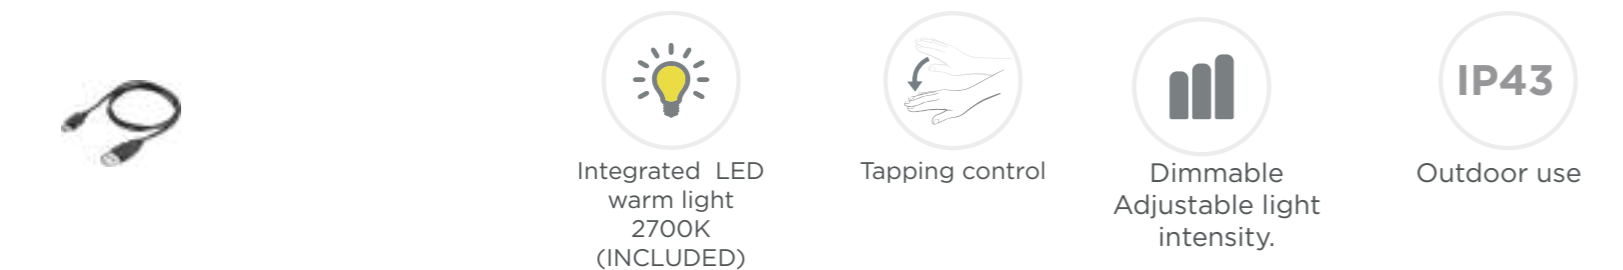 Integrated LED
warm light
2700K
(INCLUDED)
Tapping control
Dimmable
Adjustable light
intensity.
IP43
Outdoor use